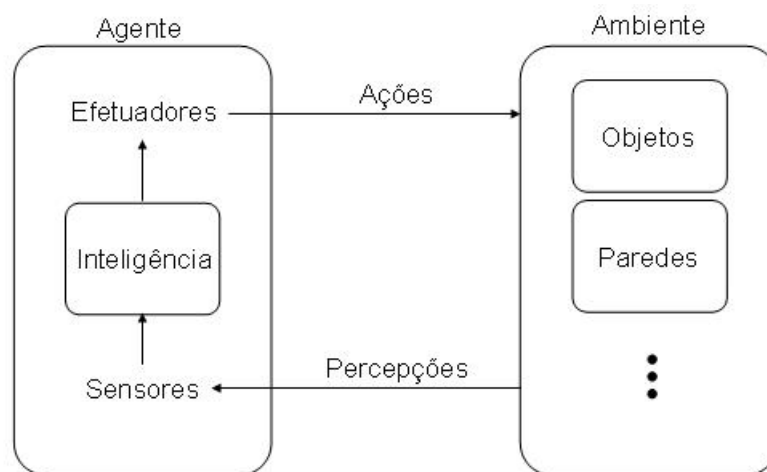 Agente
Ambiente
Efetuadores
Ações
Objetos
Inteligência
Paredes
Percepções
Sensores